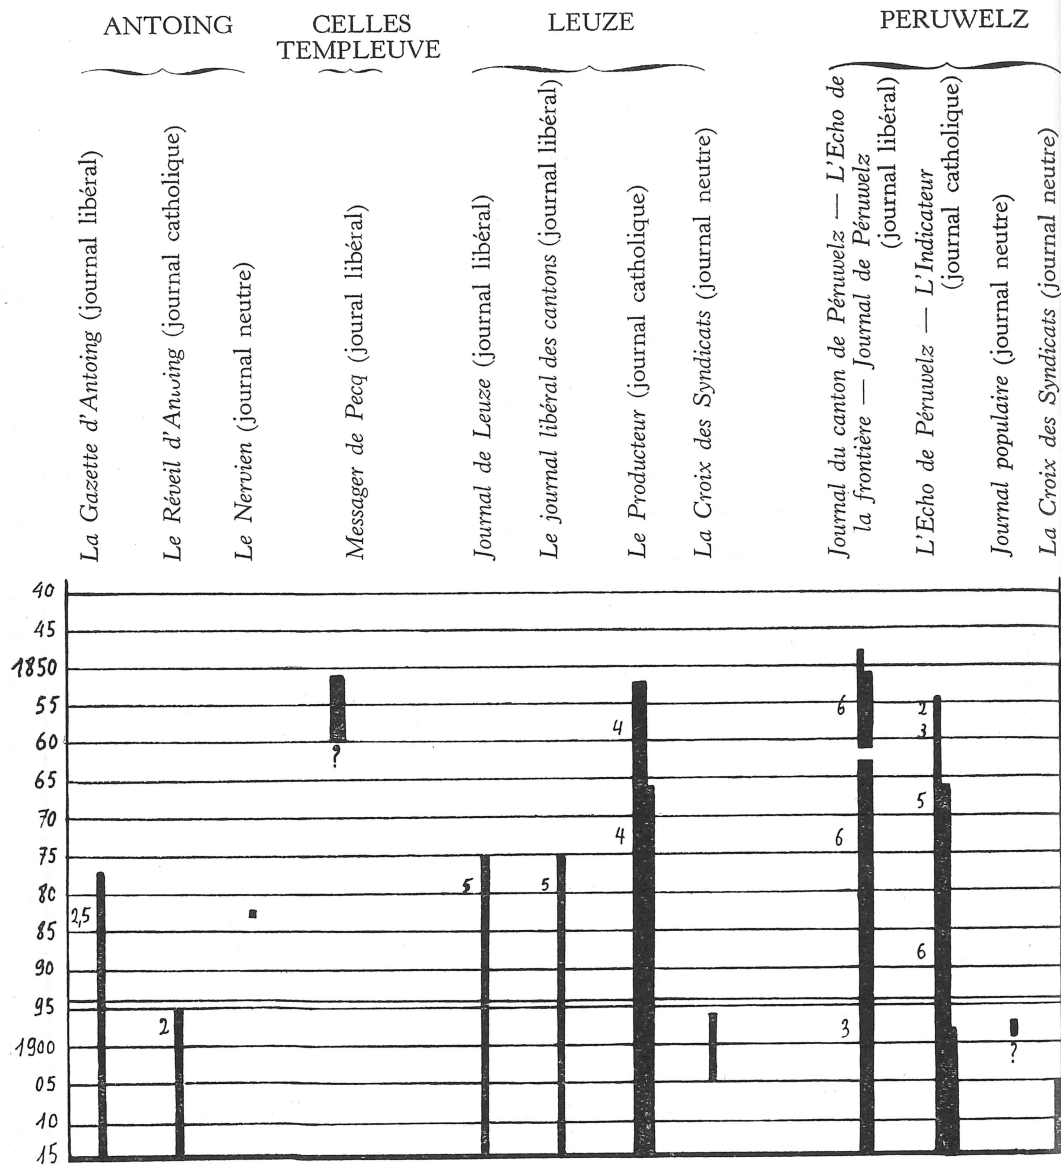 ANTOING
CELLES
TEMPLEUVE
LEUZE
PERUWELZ
La Gazette d'Antoing (journal libéral)
Le Réveil d'Antoing (journal catholique)
Le Nervien (journal neutre)
Messager de Pecq (joural libéral)
Journal de Leuze (journal libéral)
Le journal libéral des cantons (journal libéral)
Le Producteur (journal catholique)
La Croix des Syndicats (journal neutre)
Journal du canton de Péruwelz — L'Echo de
la frontière — Journal de Péruwelz
(journal libéral)
L'Echo de Péruwelz — L'Indicateur
(journal catholique)
Journal populaire (journal neutre)
La Croix des Syndicats (journal neutre)
40
45
1850
55 6 2
4 3
60
?
65
5
70
4 6
75
5 5
80
2,5
85
6
90
95
2 3
1900
?
05
10
15